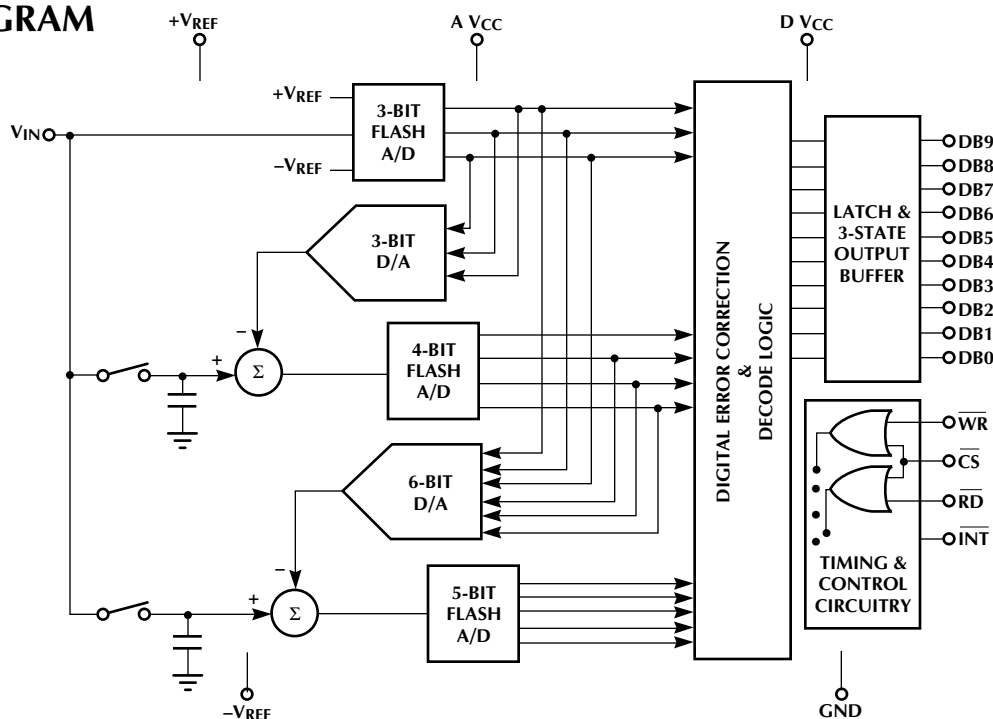 GRAM
+VREF
A VCC
D VCC
+VREF
VIN
−VREF
3-BIT
FLASH
A/D
3-BIT
D/A
−
+
Σ
4-BIT
FLASH
A/D
6-BIT
D/A
−
+
Σ
5-BIT
FLASH
A/D
−VREF
DIGITAL ERROR CORRECTION
&
DECODE LOGIC
LATCH &
3-STATE
OUTPUT
BUFFER
DB9
DB8
DB7
DB6
DB5
DB4
DB3
DB2
DB1
DB0
WR
CS
RD
INT
TIMING &
CONTROL
CIRCUITRY
GND